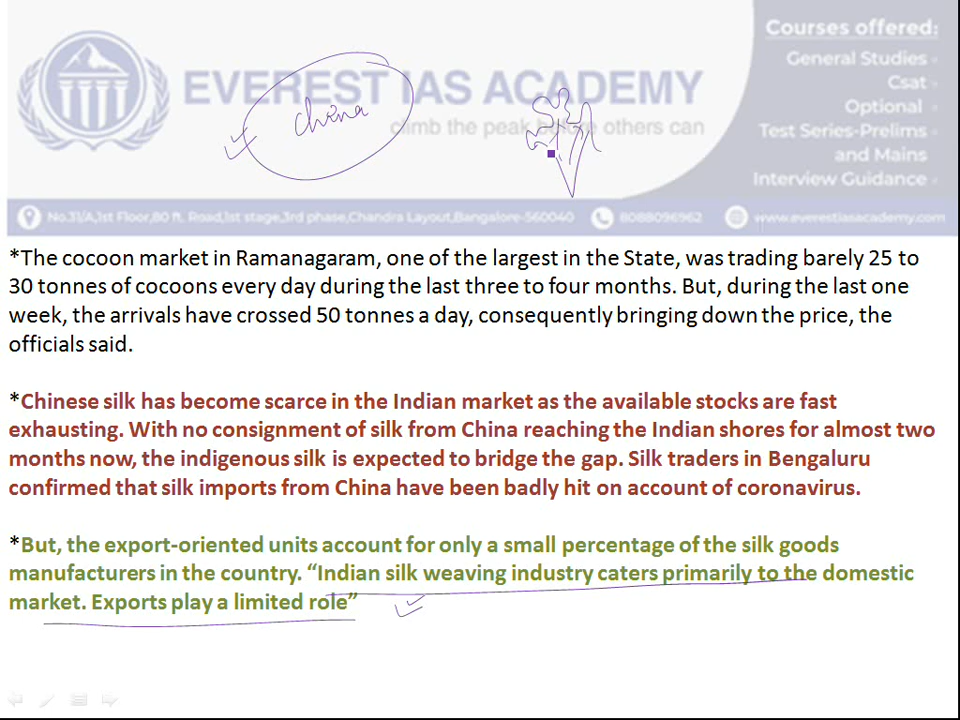 Courses offered:
General Studies
Csat
Optional
Test Series-Prelims
and Mains
Interview Guidance
EVEREST IAS ACADEMY
climb the peak before others can
China
No.31/A,1st Floor,80 ft. Road,1st stage,3rd phase,Chandra Layout,Bangalore-560040
8088096962
www.everestiasacademy.com
*The cocoon market in Ramanagaram, one of the largest in the State, was trading barely 25 to
30 tonnes of cocoons every day during the last three to four months. But, during the last one
week, the arrivals have crossed 50 tonnes a day, consequently bringing down the price, the
officials said.
*Chinese silk has become scarce in the Indian market as the available stocks are fast
exhausting. With no consignment of silk from China reaching the Indian shores for almost two
months now, the indigenous silk is expected to bridge the gap. Silk traders in Bengaluru
confirmed that silk imports from China have been badly hit on account of coronavirus.
*But, the export-oriented units account for only a small percentage of the silk goods
manufacturers in the country. “Indian silk weaving industry caters primarily to the domestic
market. Exports play a limited role”